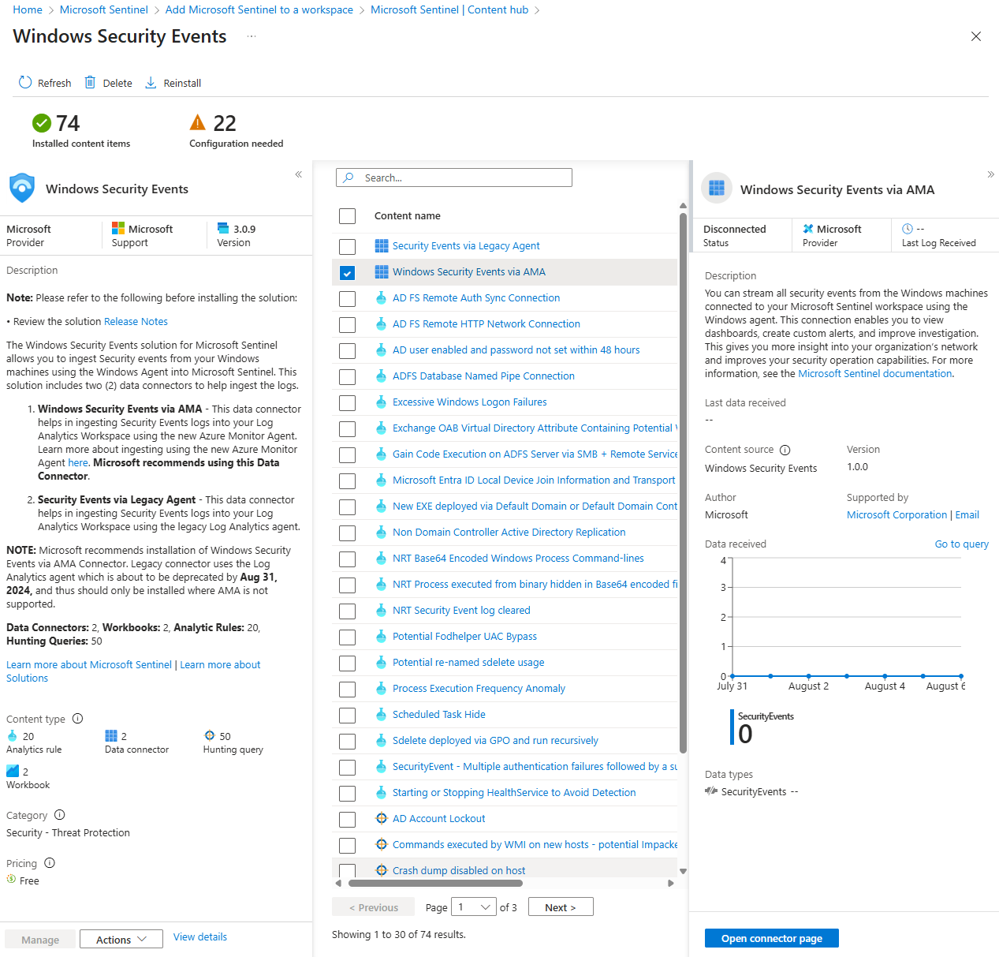 Home > Microsoft Sentinel > Add Microsoft Sentinel to a workspace > Microsoft Sentinel | Content hub >
Windows Security Events ...
Refresh Delete Reinstall
74
Installed content items
22
Configuration needed
Windows Security Events
Microsoft
Provider
Microsoft
Support
3.0.9
Version
Description
Note: Please refer to the following before installing the solution:
• Review the solution Release Notes
The Windows Security Events solution for Microsoft Sentinel
allows you to ingest Security events from your Windows
machines using the Windows Agent into Microsoft Sentinel. This
solution includes two (2) data connectors to help ingest the logs.
1. Windows Security Events via AMA - This data connector
helps in ingesting Security Events logs into your Log
Analytics Workspace using the new Azure Monitor Agent.
Learn more about ingesting using the new Azure Monitor
Agent here. Microsoft recommends using this Data
Connector.
2. Security Events via Legacy Agent - This data connector
helps in ingesting Security Events logs into your Log
Analytics Workspace using the legacy Log Analytics agent.
NOTE: Microsoft recommends installation of Windows Security
Events via AMA Connector. Legacy connector uses the Log
Analytics agent which is about to be deprecated by Aug 31,
2024, and thus should only be installed where AMA is not
supported.
Data Connectors: 2, Workbooks: 2, Analytic Rules: 20,
Hunting Queries: 50
Learn more about Microsoft Sentinel | Learn more about
Solutions
Content type
20
Analytics rule
2
Data connector
50
Hunting query
2
Workbook
Category
Security - Threat Protection
Pricing
Free
Manage Actions View details
Search...
Content name
Security Events via Legacy Agent
Windows Security Events via AMA
AD FS Remote Auth Sync Connection
AD FS Remote HTTP Network Connection
AD user enabled and password not set within 48 hours
ADFS Database Named Pipe Connection
Excessive Windows Logon Failures
Exchange OAB Virtual Directory Attribute Containing Potential
Gain Code Execution on ADFS Server via SMB + Remote Service
Microsoft Entra ID Local Device Join Information and Transport
New EXE deployed via Default Domain or Default Domain Cont
Non Domain Controller Active Directory Replication
NRT Base64 Encoded Windows Process Command-lines
NRT Process executed from binary hidden in Base64 encoded fi
NRT Security Event log cleared
Potential Fodhelper UAC Bypass
Potential re-named sdelete usage
Process Execution Frequency Anomaly
Scheduled Task Hide
Sdelete deployed via GPO and run recursively
SecurityEvent - Multiple authentication failures followed by a su
Starting or Stopping HealthService to Avoid Detection
AD Account Lockout
Commands executed by WMI on new hosts - potential Impacke
Crash dump disabled on host
< Previous Page 1 of 3 Next >
Showing 1 to 30 of 74 results.
Windows Security Events via AMA
Disconnected
Status
Microsoft
Provider
--
Last Log Received
Description
You can stream all security events from the Windows machines
connected to your Microsoft Sentinel workspace using the
Windows agent. This connection enables you to view
dashboards, create custom alerts, and improve investigation.
This gives you more insight into your organization's network
and improves your security operation capabilities. For more
information, see the Microsoft Sentinel documentation.
Last data received
--
Content source
Windows Security Events
Version
1.0.0
Author
Microsoft
Supported by
Microsoft Corporation | Email
Data received Go to query
4
3
2
1
0
July 31 August 2 August 4 August 6
SecurityEvents
0
Data types
SecurityEvents --
Open connector page